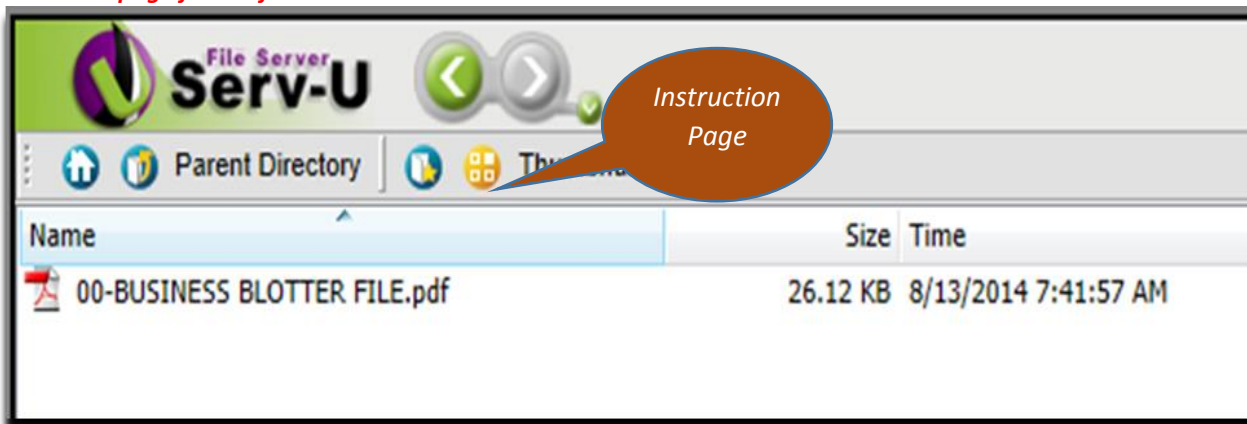 File Server
Serv-U
Instruction
Page
Parent Directory
Name Size Time
00-BUSINESS BLOTTER FILE.pdf 26.12 KB 8/13/2014 7:41:57 AM